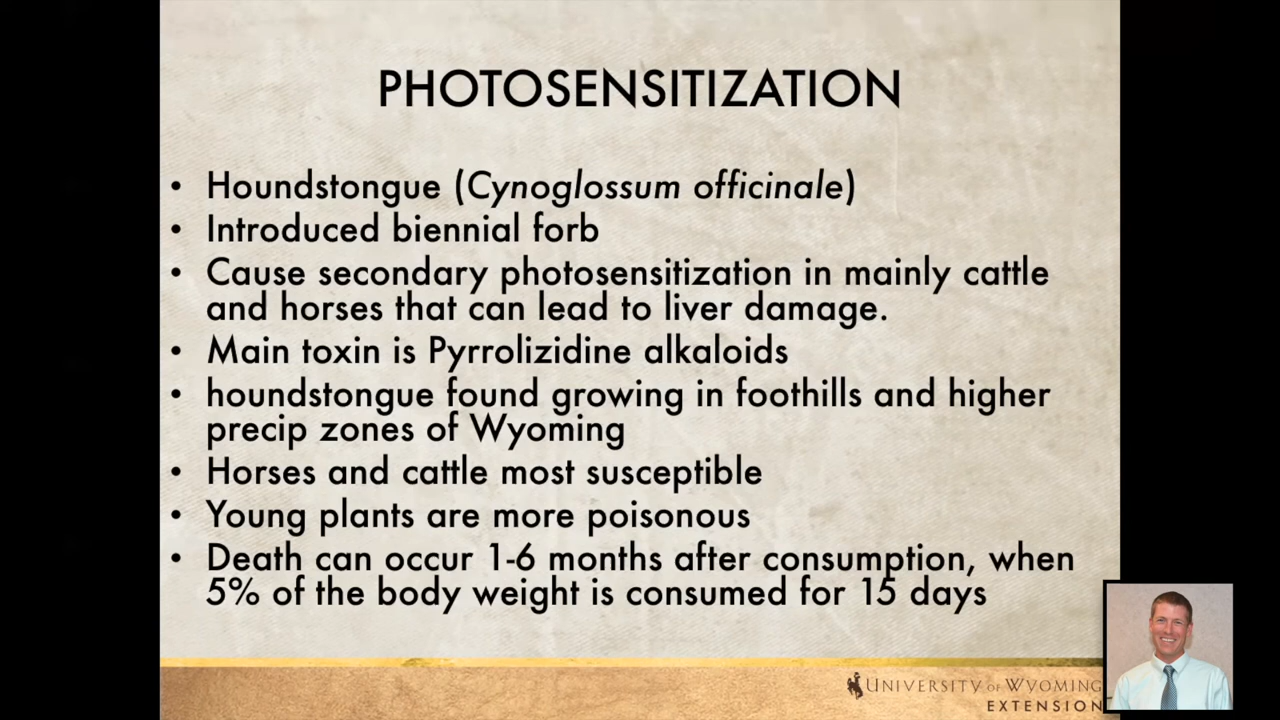 PHOTOSENSITIZATION
• Houndstongue (Cynoglossum officinale)
• Introduced biennial forb
• Cause secondary photosensitization in mainly cattle
and horses that can lead to liver damage.
• Main toxin is Pyrrolizidine alkaloids
• houndstongue found growing in foothills and higher
precip zones of Wyoming
• Horses and cattle most susceptible
• Young plants are more poisonous
• Death can occur 1-6 months after consumption, when
5% of the body weight is consumed for 15 days
UNIVERSITY OF WYOMING
EXTENSION